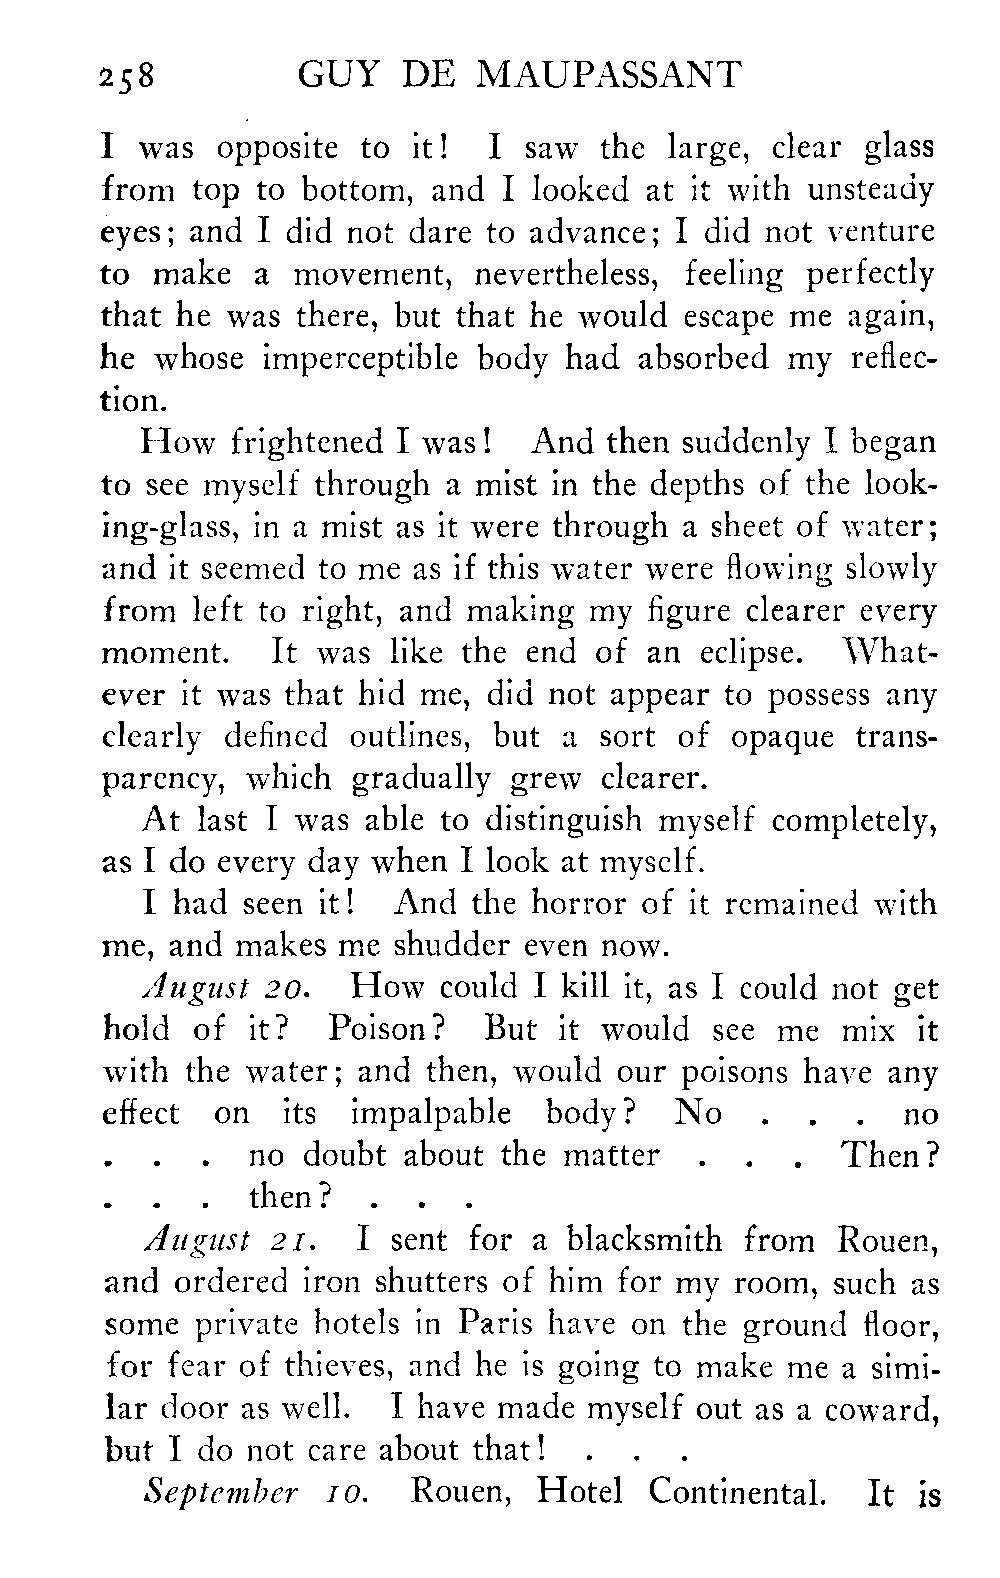 258 GUY DE MAUPASSANT
I was opposite to it! I saw the large, clear glass
from top to bottom, and I looked at it with unsteady
eyes; and I did not dare to advance; I did not venture
to make a movement, nevertheless, feeling perfectly
that he was there, but that he would escape me again,
he whose imperceptible body had absorbed my reflec-
tion.
How frightened I was! And then suddenly I began
to see myself through a mist in the depths of the look-
ing-glass, in a mist as it were through a sheet of water;
and it seemed to me as if this water were flowing slowly
from left to right, and making my figure clearer every
moment. It was like the end of an eclipse. What-
ever it was that hid me, did not appear to possess any
clearly defined outlines, but a sort of opaque trans-
parency, which gradually grew clearer.
At last I was able to distinguish myself completely,
as I do every day when I look at myself.
I had seen it! And the horror of it remained with
me, and makes me shudder even now.
August 20. How could I kill it, as I could not get
hold of it? Poison? But it would see me mix it
with the water; and then, would our poisons have any
effect on its impalpable body? No . . . no
. . . no doubt about the matter . . . Then?
. . . then? . . .
August 21. I sent for a blacksmith from Rouen,
and ordered iron shutters of him for my room, such as
some private hotels in Paris have on the ground floor,
for fear of thieves, and he is going to make me a simi-
lar door as well. I have made myself out as a coward,
but I do not care about that! . . .
September 10. Rouen, Hotel Continental. It is